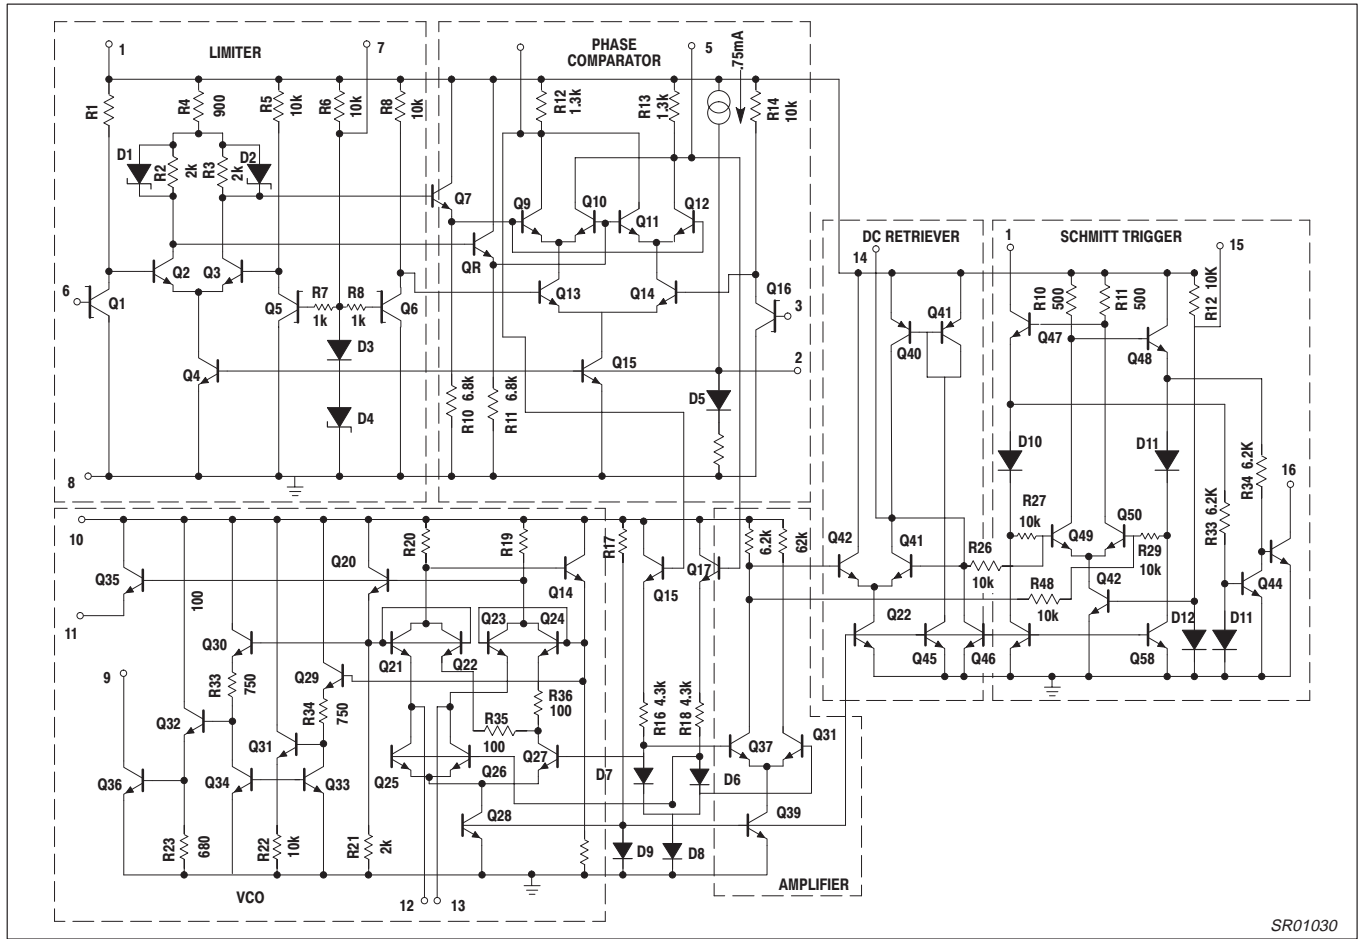 LIMITER
PHASE COMPARATOR
DC RETRIEVER
SCHMITT TRIGGER
VCO
AMPLIFIER
1
7
5
.75mA
R1
R4 900
R5 10k
R6 10k
R8 10k
R12 1.3k
R13 1.3k
R14 10k
D1
R2 2k
R3 2k
D2
Q7
Q9
Q10
Q11
Q12
QR
Q2
Q3
Q13
Q14
Q16
3
6
Q1
Q5
R7 1k
R8 1k
Q6
D3
Q4
Q15
2
D4
R10 6.8k
R11 6.8k
D5
8
14
1
15
Q41
Q40
R10 500
R11 500
R12 10K
Q47
Q48
D10
D11
R34 6.2K
R33 6.2K
16
R27 10k
Q49
Q50
R29 10k
Q42
Q41
R26 10k
R48 10k
Q42
Q44
Q22
Q45
Q46
Q58
D12
D11
10
Q35
11
100
Q20
R20
R19
Q14
R17
Q15
Q17
6.2k
62k
Q30
Q21
Q22
Q23
Q24
9
R33 750
Q29
R34 750
R36 100
R35 100
R16 4.3k
R18 4.3k
Q32
Q31
Q25
Q26
Q27
D7
D6
Q37
Q31
Q36
Q34
Q33
Q28
Q39
R23 680
R22 10k
R21 2k
D9
D8
12
13
SR01030